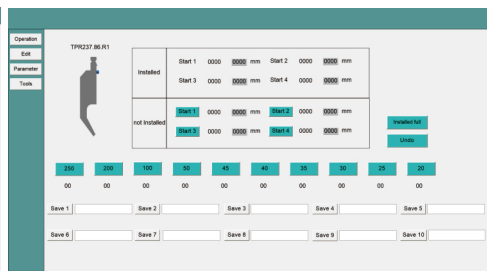 Operation
Edit
Parameter
Tools
TPR237.86.R1
Installed
Start 1 0000 0000 mm Start 2 0000 0000 mm
Start 3 0000 0000 mm Start 4 0000 0000 mm
not Installed
Start 1 0000 0000 mm Start 2 0000 0000 mm
Start 3 0000 0000 mm Start 4 0000 0000 mm
Installed full
Undo
250 200 100 50 45 40 35 30 25 20
00 00 00 00 00 00 00 00 00 00
Save 1 Save 2 Save 3 Save 4 Save 5
Save 6 Save 7 Save 8 Save 9 Save 10